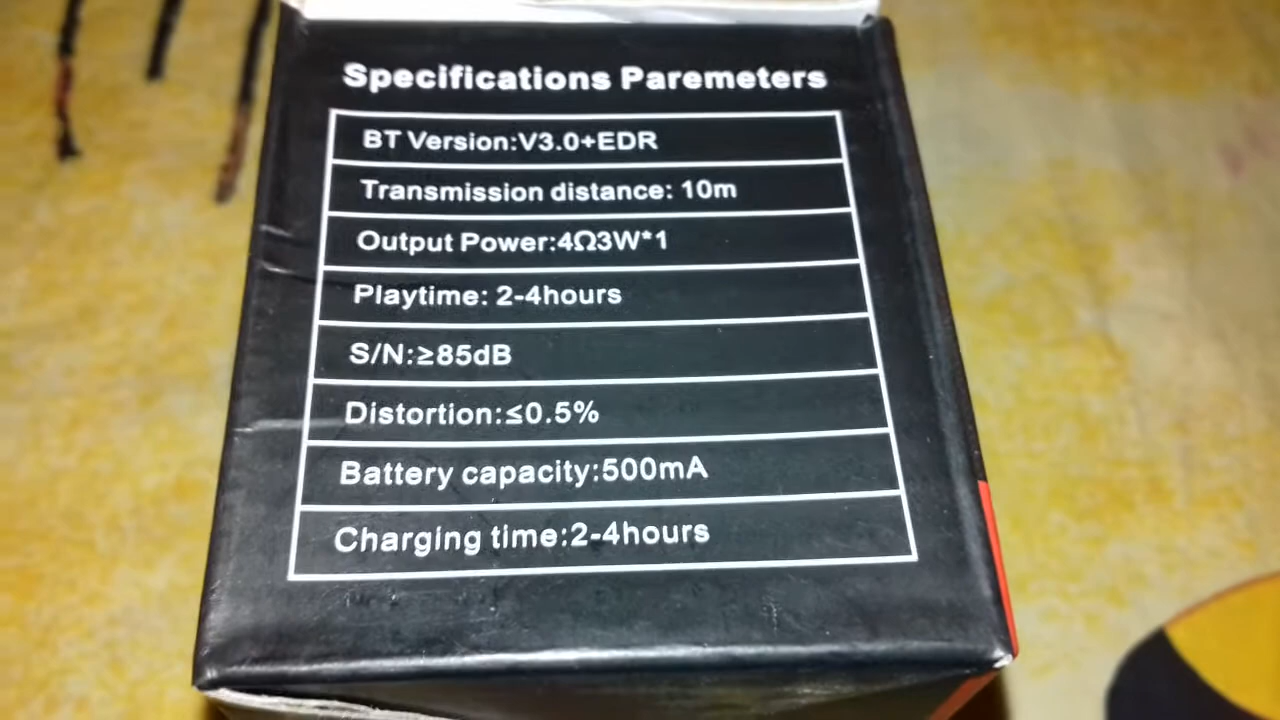 Specifications Paremeters
BT Version:V3.0+EDR
Transmission distance: 10m
Output Power:4Ω3W*1
Playtime: 2-4hours
S/N:≥85dB
Distortion:≤0.5%
Battery capacity:500mA
Charging time:2-4hours